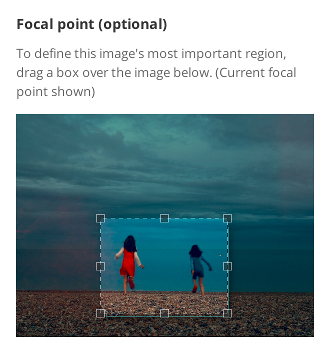 Focal point (optional)
To define this image's most important region,
drag a box over the image below. (Current focal
point shown)